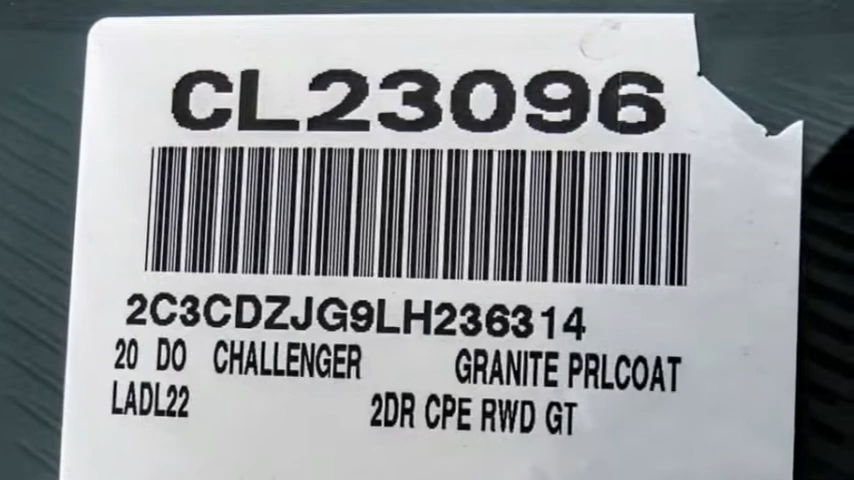 CL23096
2C3CDZJG9LH236314
20 DO CHALLENGER GRANITE PRLCOAT
LADL22 2DR CPE RWD GT